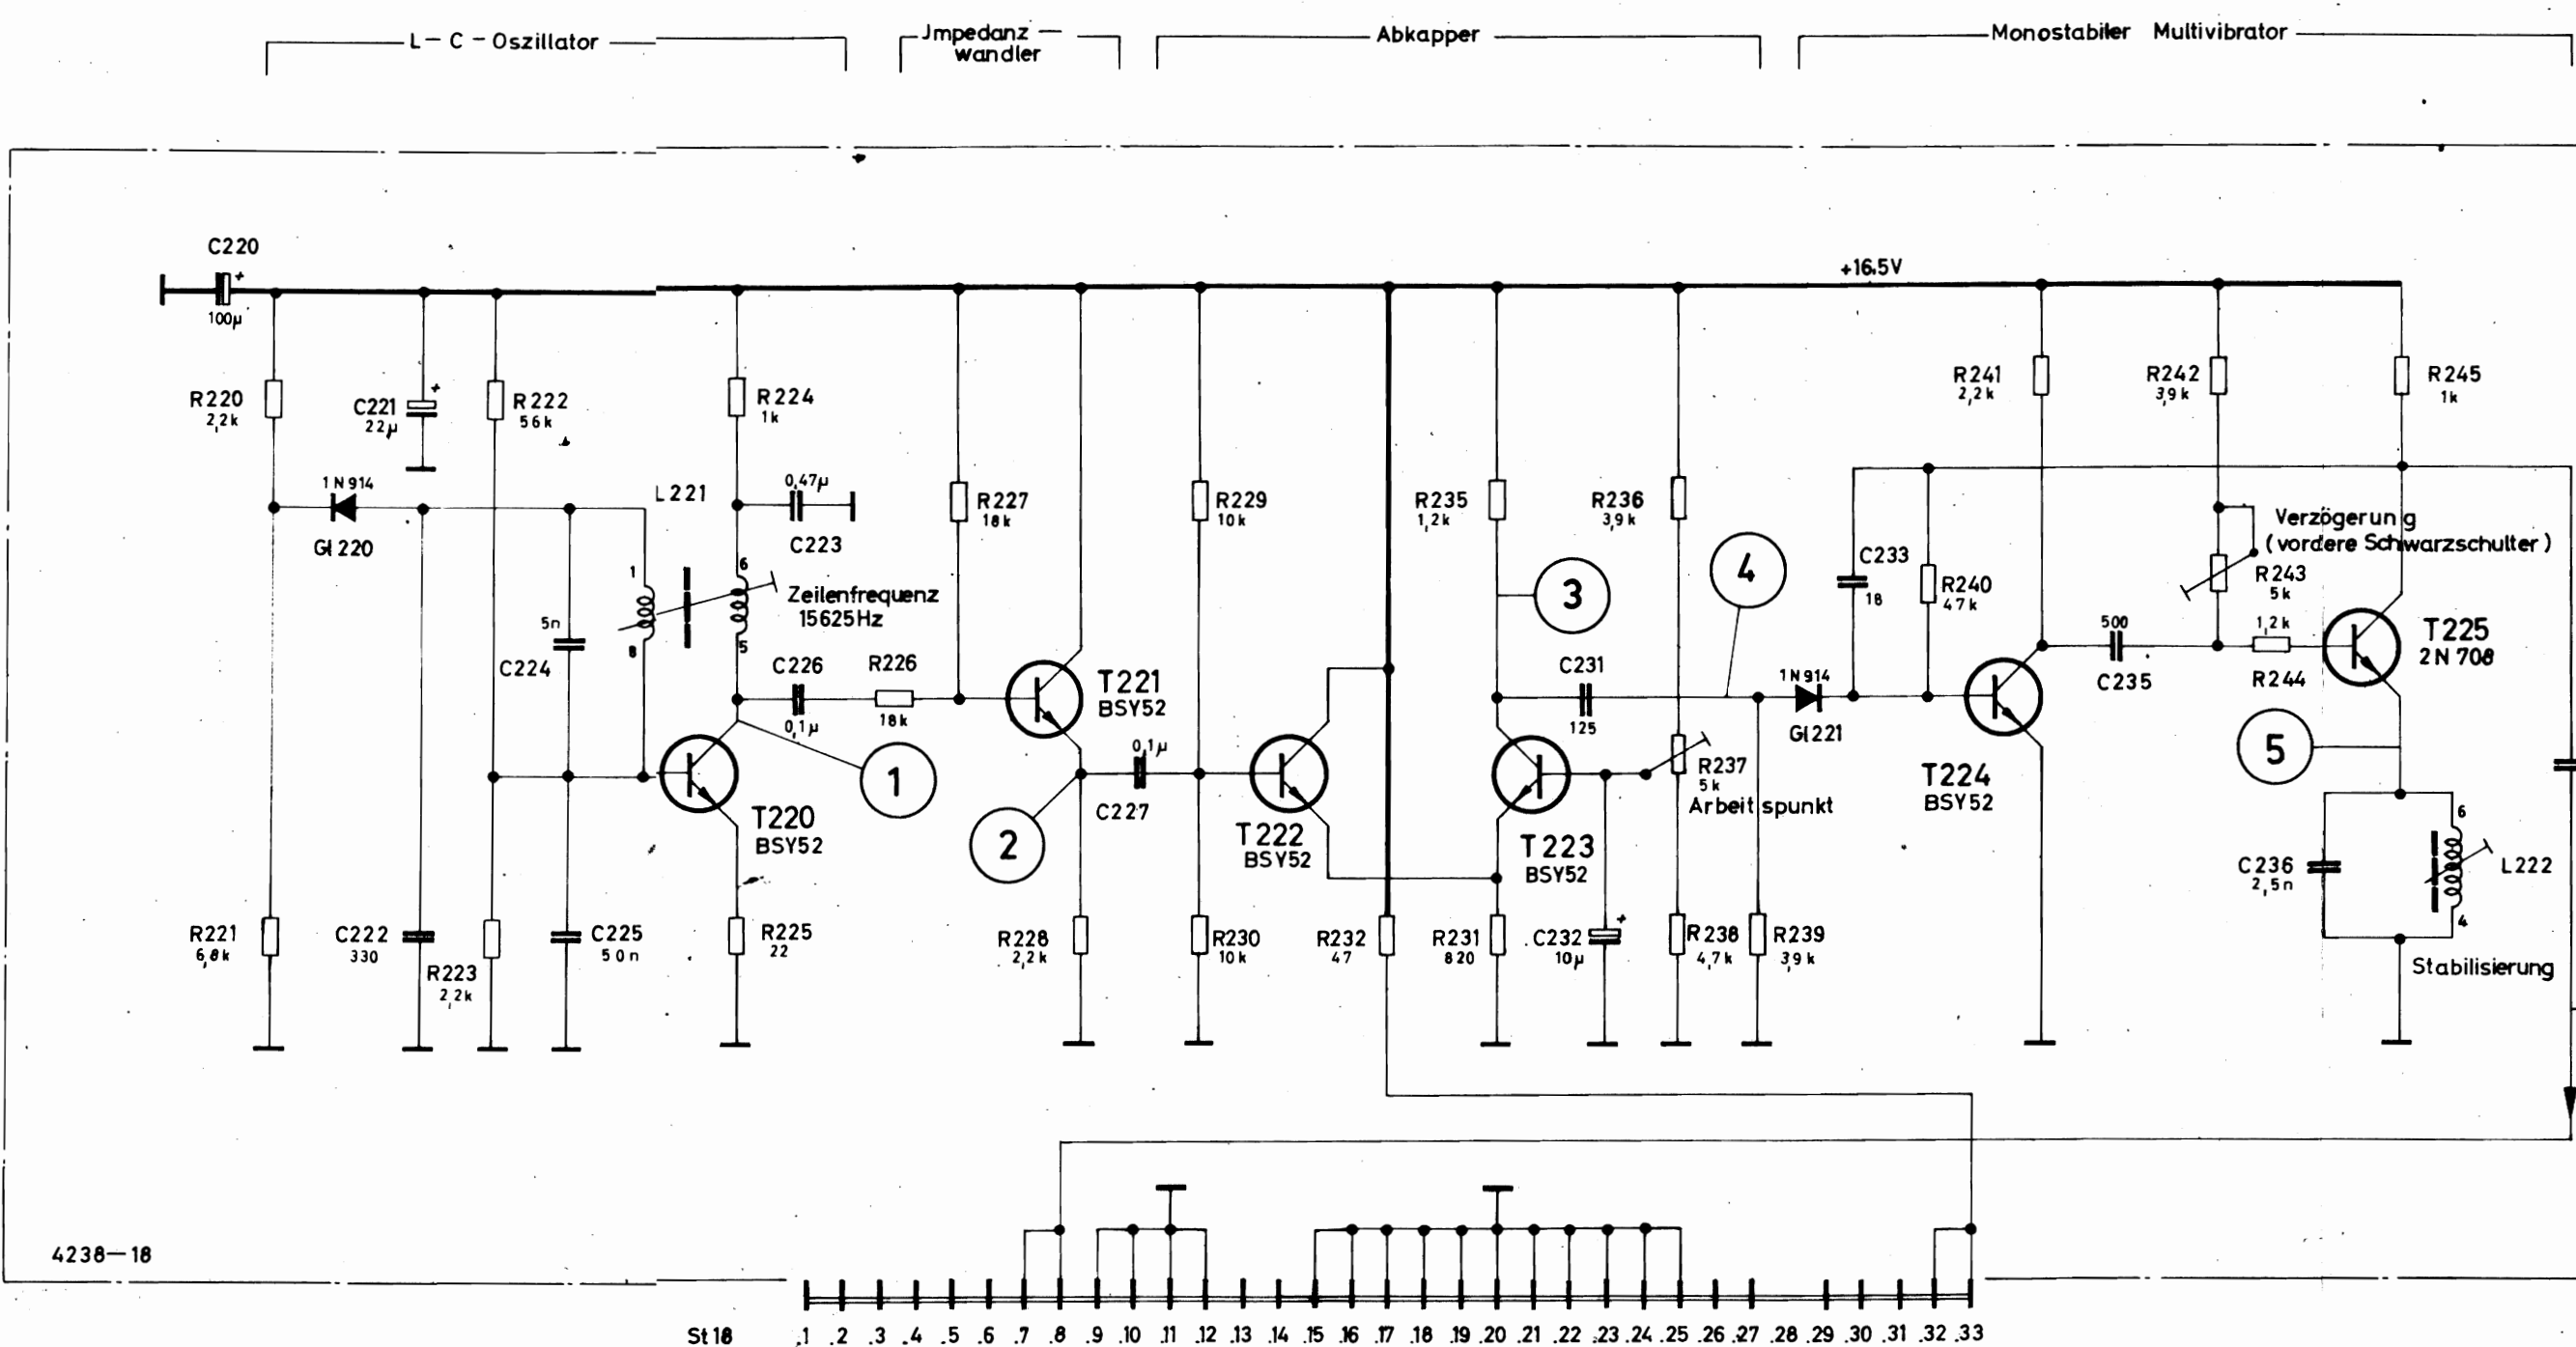 L-C-Oszillator
Jmpedanz-
wandler
Abkapper
Monostabiler Multivibrator
C220
+
100µ
+16.5V
R220
2,2k
C221
22µ
+
R222
56k
R224
1k
R241
2,2k
R242
3,9k
R245
1k
1N914
Gl220
L221
0,47µ
C223
R227
18k
R229
10k
R235
1,2k
R236
3,9k
Verzögerung
(vordere Schwarzschulter)
R243
5k
C233
18
R240
47k
3
4
1
8
6
5
Zeilenfrequenz
15625Hz
5n
C224
C226
0,1µ
R226
18k
T221
BSY52
C231
125
1N914
Gl221
500
C235
1,2k
R244
T225
2N708
1
2
0,1µ
C227
R237
5k
Arbeitspunkt
T224
BSY52
5
T220
BSY52
T222
BSY52
T223
BSY52
6
C236
2,5n
L222
4
Stabilisierung
R221
6,8k
C222
330
R223
2,2k
C225
50n
R225
22
R228
2,2k
R230
10k
R232
47
R231
820
C232
10µ
+
R238
4,7k
R239
3,9k
4238-18
St18 .1 .2 .3 .4 .5 .6 .7 .8 .9 .10 .11 .12 .13 .14 .15 .16 .17 .18 .19 .20 .21 .22 .23 .24 .25 .26 .27 .28 .29 .30 .31 .32 .33